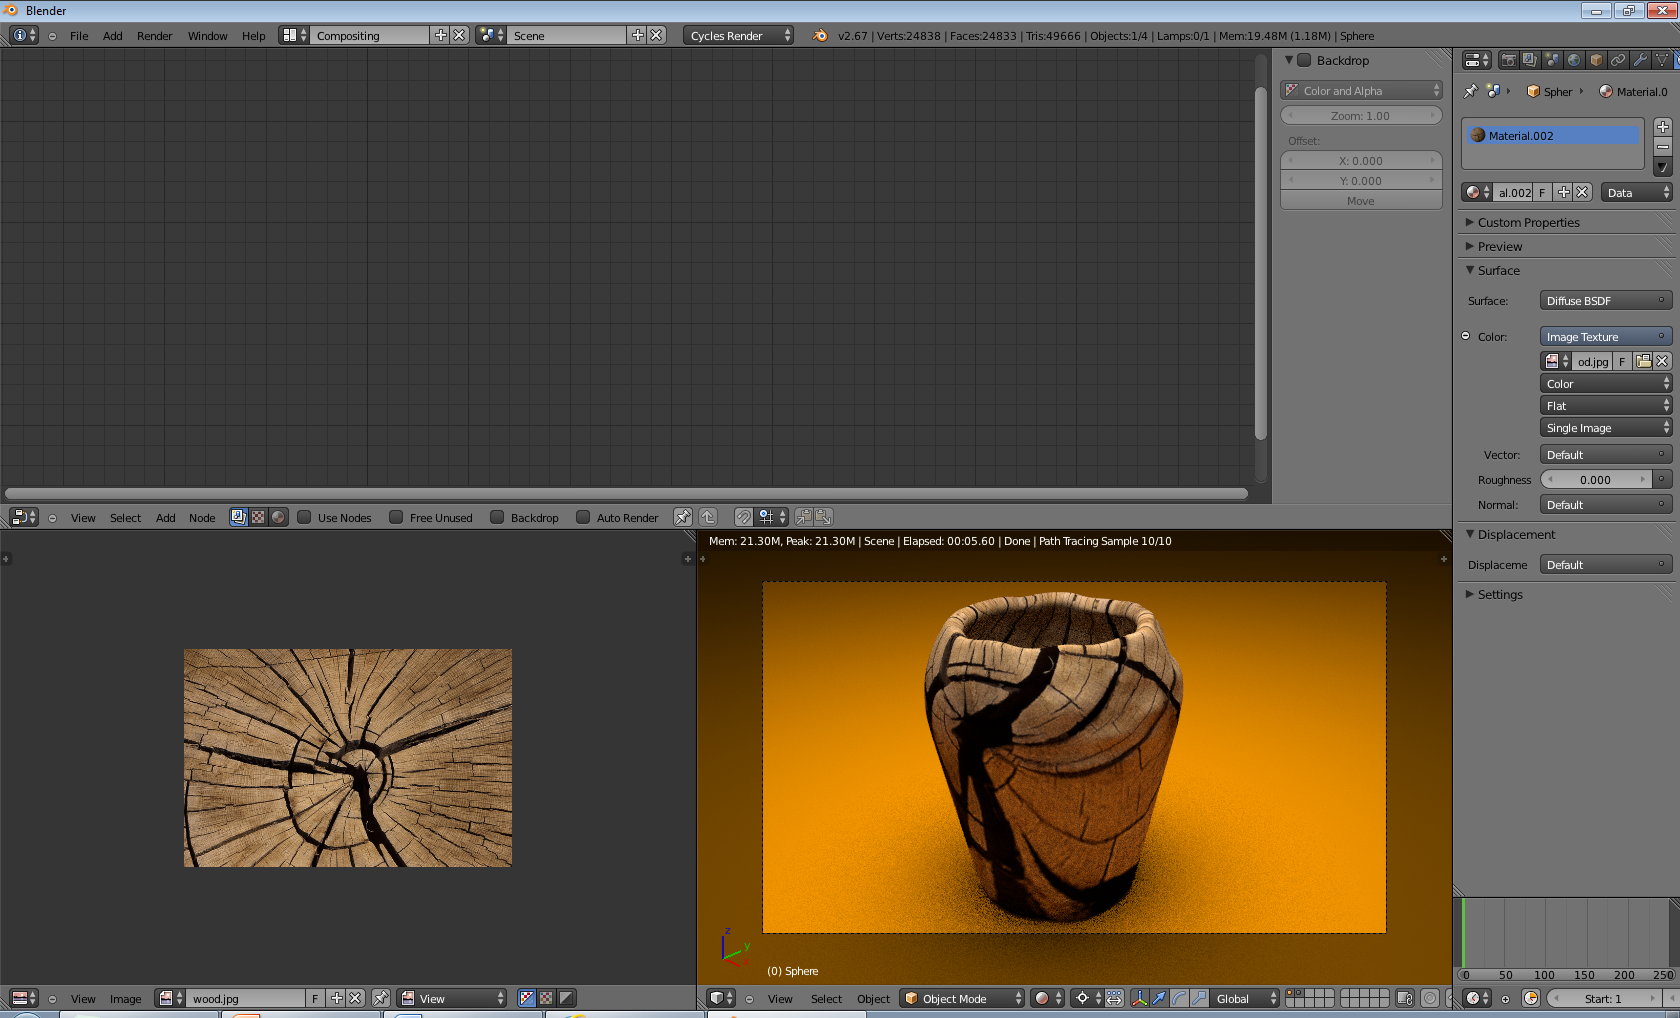 Blender
File Add Render Window Help Compositing Scene Cycles Render v2.67 | Verts:24838 | Faces:24833 | Tris:49666 | Objects:1/4 | Lamps:0/1 | Mem:19.48M (1.18M) | Sphere
Backdrop
Color and Alpha
Zoom: 1.00
Offset:
X: 0.000
Y: 0.000
Move
Spher Material.0
Material.002
al.002 F Data
Custom Properties
Preview
Surface
Surface: Diffuse BSDF
Color: Image Texture
od.jpg F
Color
Flat
Single Image
Vector: Default
Roughness 0.000
Normal: Default
Displacement
Displaceme Default
Settings
View Select Add Node Use Nodes Free Unused Backdrop Auto Render
Mem: 21.30M, Peak: 21.30M | Scene | Elapsed: 00:05.60 | Done | Path Tracing Sample 10/10
z
y
x
(0) Sphere
0 50 100 150 200 250
View Image wood.jpg F View
View Select Object Object Mode Global
Start: 1